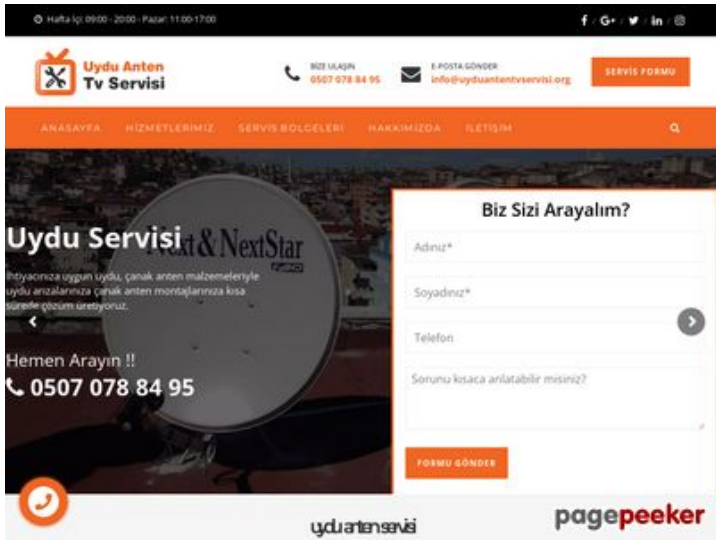 Hafta İçi: 09:00 - 20:00 - Pazar: 11:00-17:00
Uydu Anten
Tv Servisi
BİZE ULAŞIN
0507 078 84 95
E-POSTA GÖNDER
info@uyduantentvservisi.org
SERVİS FORMU
ANASAYFA HİZMETLERİMİZ SERVİS BÖLGELERİ HAKKIMIZDA İLETİŞİM
Uydu Servisi
Next & NextStar
İhtiyacınıza uygun uydu, çanak anten malzemeleriyle
uydu arızalarınıza çanak anten montajlarınıza kısa
sürede çözüm üretiyoruz.
Hemen Arayın !!
0507 078 84 95
Biz Sizi Arayalım?
Adınız*
Soyadınız*
Telefon
Sorunu kısaca anlatabilir misiniz?
FORMU GÖNDER
uydu anten servisi
pagepeeker